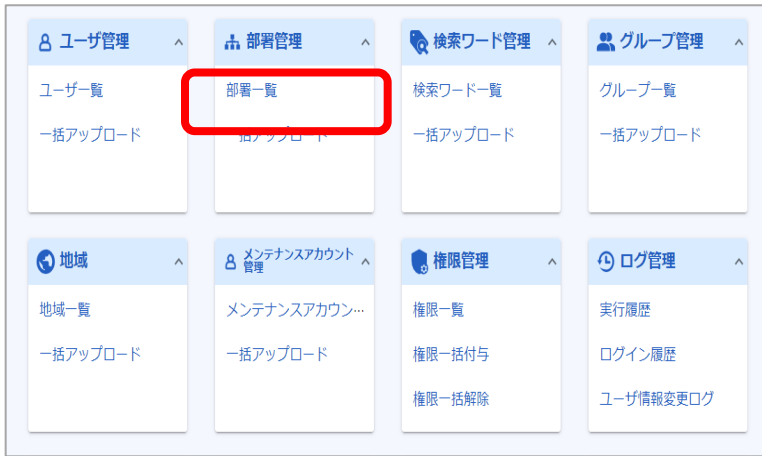 ユーザ管理
部署管理
検索ワード管理
グループ管理
ユーザ一覧
部署一覧
検索ワード一覧
グループ一覧
一括アップロード
一括アップロード
一括アップロード
一括アップロード
地域
メンテナンスアカウント
管理
権限管理
ログ管理
地域一覧
メンテナンスアカウン…
権限一覧
実行履歴
一括アップロード
一括アップロード
権限一括付与
ログイン履歴
権限一括解除
ユーザ情報変更ログ